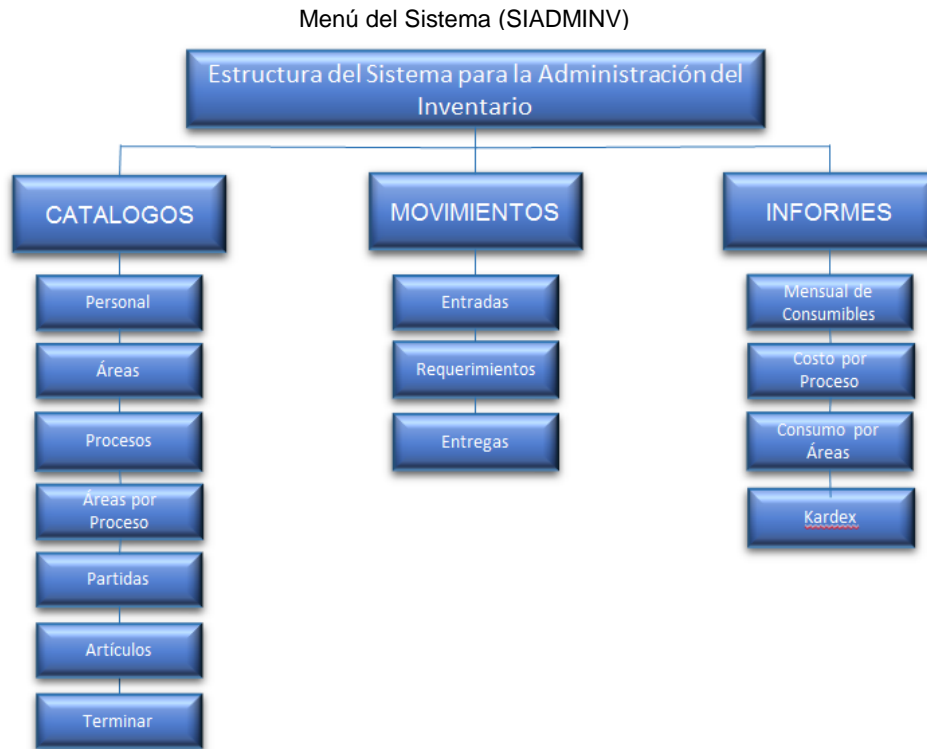 Menú del Sistema (SIADMINV)
Estructura del Sistema para la Administración del
Inventario
CATALOGOS
Personal
Áreas
Procesos
Áreas por
Proceso
Partidas
Artículos
Terminar
MOVIMIENTOS
Entradas
Requerimientos
Entregas
INFORMES
Mensual de
Consumibles
Costo por
Proceso
Consumo por
Áreas
Kardex